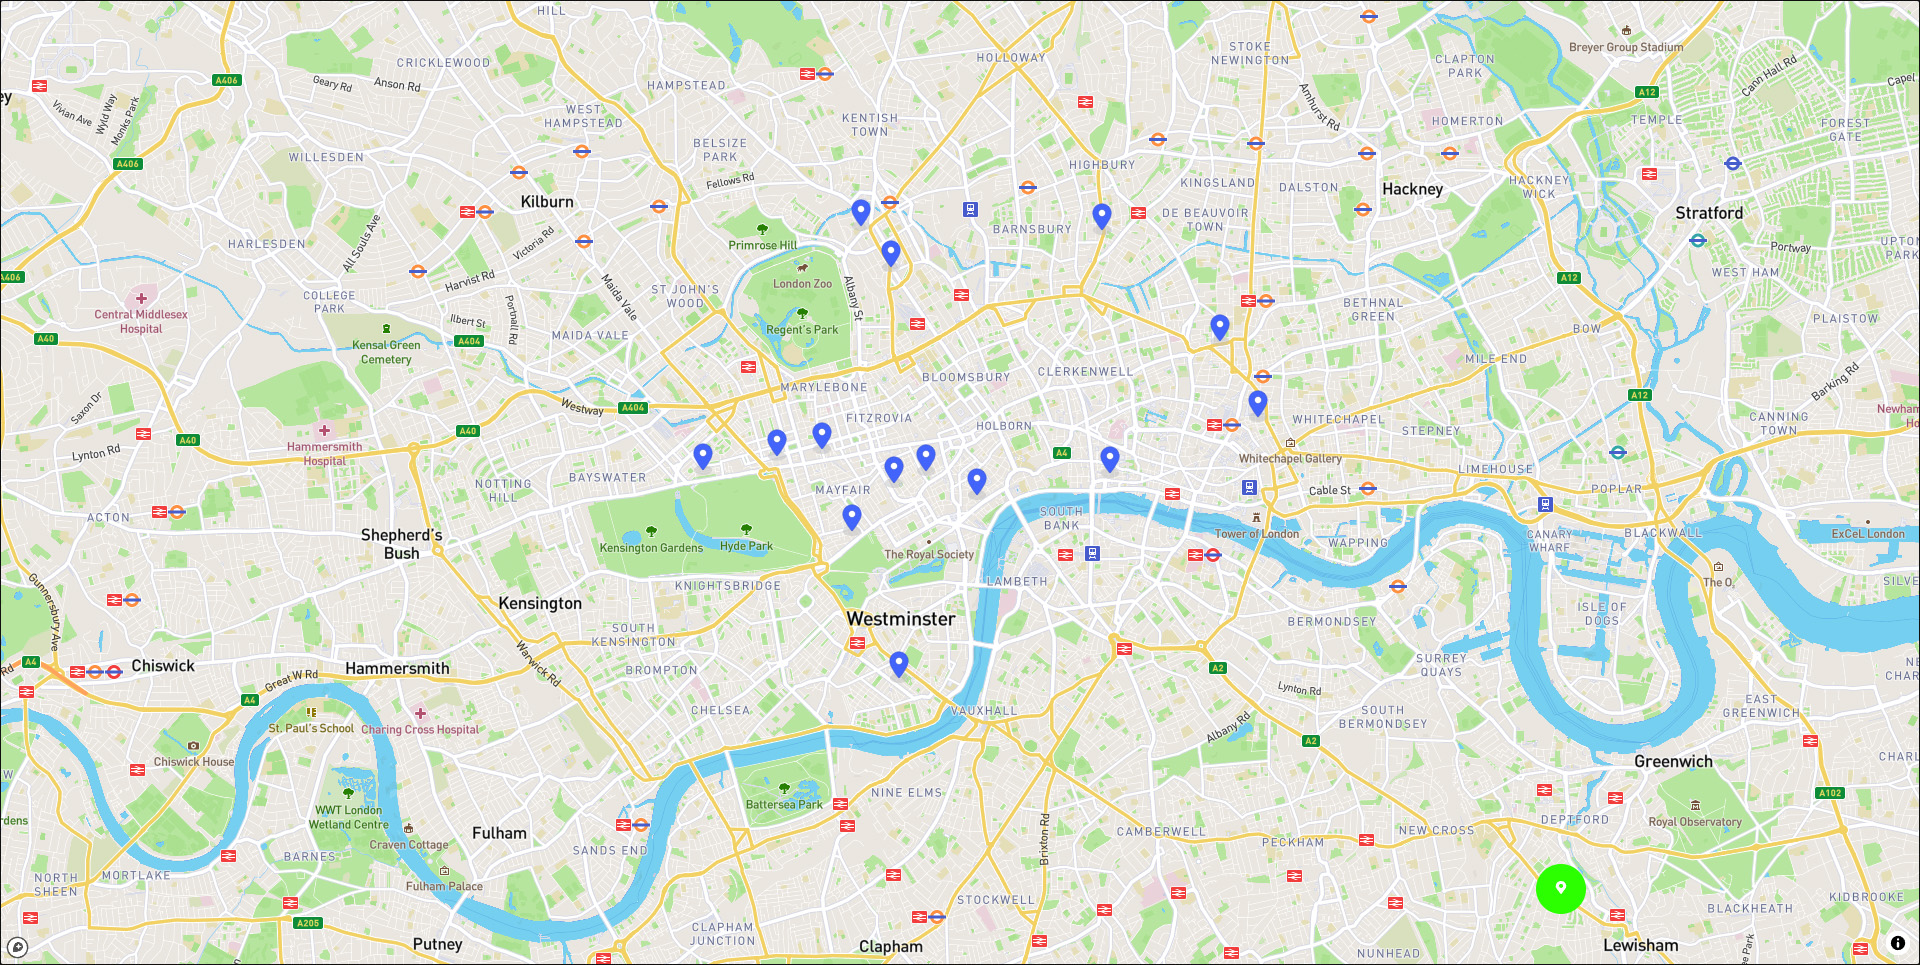 HILL
CRICKLEWOOD
Geary Rd
Anson Rd
A406
Vivian Ave
Wyld Way
Monks Park
A406
WILLESDEN
HAMPSTEAD
WEST
HAMPSTEAD
BELSIZE
PARK
Fellows Rd
KENTISH
TOWN
HOLLOWAY
STOKE
NEWINGTON
Amhurst Rd
CLAPTON
PARK
Breyer Group Stadium
Cann Hall Rd
Capel
A12
TEMPLE
FOREST
GATE
HOMERTON
HIGHBURY
KINGSLAND
DALSTON
Hackney
HACKNEY
WICK
Stratford
Kilburn
All Souls Ave
HARLESDEN
Victoria Rd
Harvist Rd
Primrose Hill
BARNSBURY
DE BEAUVOIR
TOWN
Portway
UPTON
PARK
WEST HAM
A406
A12
London Zoo
Albany St
ST JOHN'S
WOOD
Maida Vale
COLLEGE
PARK
Central Middlesex
Hospital
Ilbert St
Portnall Rd
Regent's Park
BETHNAL
GREEN
BOW
PLAISTOW
A40
A404
Kensal Green
Cemetery
MAIDA VALE
MILE END
Barking Rd
MARYLEBONE
BLOOMSBURY
CLERKENWELL
A12
Saxon Dr
Westway
A404
FITZROVIA
HOLBORN
WHITECHAPEL
STEPNEY
CANNING
TOWN
Newham
Ho
A40
A40
Hammersmith
Hospital
Lynton Rd
A4
Whitechapel Gallery
LIMEHOUSE
BAYSWATER
NOTTING
HILL
MAYFAIR
Cable St
POPLAR
ACTON
SOUTH
BANK
Shepherd's
Bush
Kensington Gardens
Hyde Park
The Royal Society
Tower of London
WAPPING
CANARY
WHARF
BLACKWALL
ExCeL London
KNIGHTSBRIDGE
LAMBETH
The O₂
SILVE
Gunnersbury Ave
Kensington
Westminster
BERMONDSEY
ISLE OF
DOGS
SOUTH
KENSINGTON
Rd
A4
Chiswick
Hammersmith
Warwick Rd
BROMPTON
A2
SURREY
QUAYS
NE
CHAR
Great W Rd
A4
Lynton Rd
CHELSEA
VAUXHALL
SOUTH
BERMONDSEY
EAST
GREENWICH
St. Paul's School
Charing Cross Hospital
Albany Rd
A2
Chiswick House
Greenwich
CHARL
W
WWT London
Wetland Centre
Battersea Park
NINE ELMS
A102
rdens
Craven Cottage
Fulham
SANDS END
Brixton Rd
CAMBERWELL
PECKHAM
NEW CROSS
DEPTFORD
Royal Observatory
BARNES
MORTLAKE
NORTH
SHEEN
Fulham Palace
STOCKWELL
BLACKHEATH
KIDBROOKE
A205
Putney
CLAPHAM
JUNCTION
Clapham
NUNHEAD
Lewisham